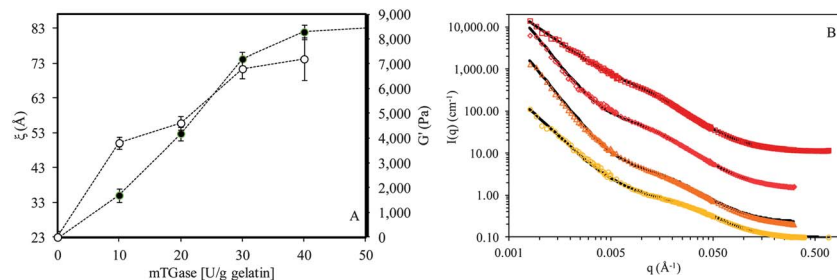 83
73
63
53
43
33
23
ξ (Å)
9,000
8,000
7,000
6,000
5,000
4,000
3,000
2,000
1,000
0
G' (Pa)
A
0 10 20 30 40 50
mTGase [U/g gelatin]
B
10,000.00
1,000.00
100.00
10.00
1.00
0.10
I(q) (cm⁻¹)
0.001 0.005 0.050 0.500
q (Å⁻¹)